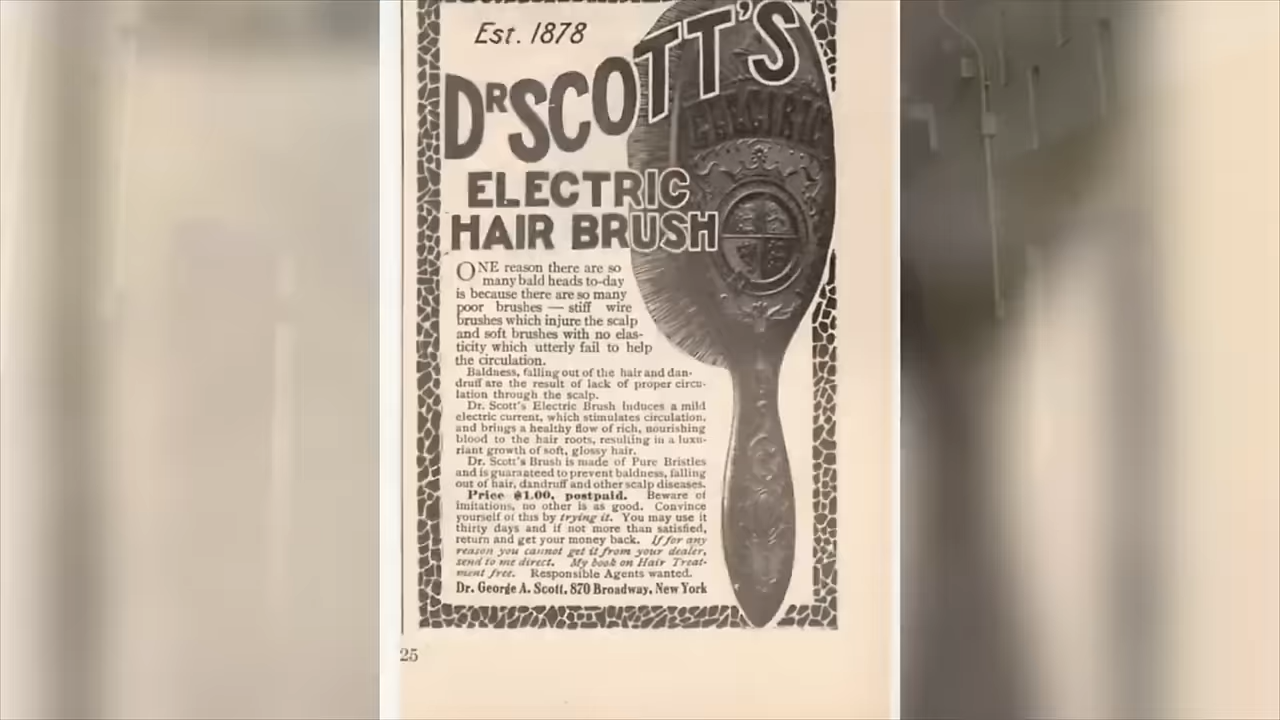 Est. 1878
DR SCOTT'S
ELECTRIC
ELECTRIC
HAIR BRUSH
ONE reason there are so
many bald heads to-day
is because there are so many
poor brushes — stiff wire
brushes which injure the scalp
and soft brushes with no elas-
ticity which utterly fail to help
the circulation.
Baldness, falling out of the hair and dan-
druff are the result of lack of proper circu-
lation through the scalp.
Dr. Scott's Electric Brush induces a mild
electric current, which stimulates circulation,
and brings a healthy flow of rich, nourishing
blood to the hair roots, resulting in a luxu-
riant growth of soft, glossy hair.
Dr. Scott's Brush is made of Pure Bristles
and is guaranteed to prevent baldness, falling
out of hair, dandruff and other scalp diseases.
Price $1.00, postpaid. Beware of
imitations, no other is as good. Convince
yourself of this by trying it. You may use it
thirty days and if not more than satisfied,
return and get your money back. If for any
reason you cannot get it from your dealer,
send to me direct. My book on Hair Treat-
ment free. Responsible Agents wanted.
Dr. George A. Scott, 870 Broadway, New York
25